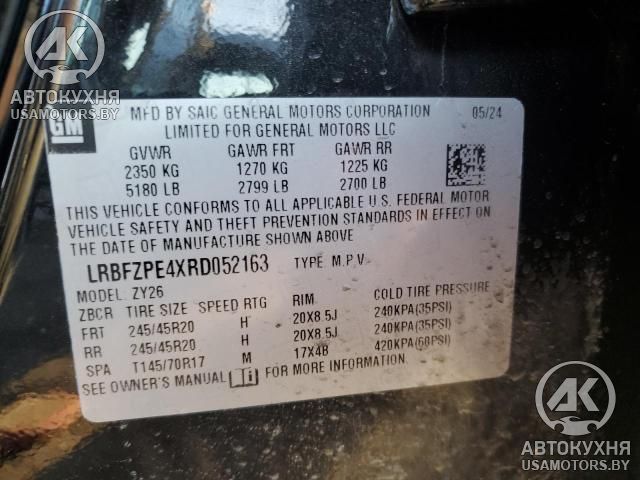 АК
АВТОКУХНЯ
USAMOTORS.BY
GM
MFD BY SAIC GENERAL MOTORS CORPORATION 05/24
LIMITED FOR GENERAL MOTORS LLC
GVWR GAWR FRT GAWR RR
2350 KG 1270 KG 1225 KG
5180 LB 2799 LB 2700 LB
THIS VEHICLE CONFORMS TO ALL APPLICABLE U.S. FEDERAL MOTOR
VEHICLE SAFETY AND THEFT PREVENTION STANDARDS IN EFFECT ON
THE DATE OF MANUFACTURE SHOWN ABOVE
LRBFZPE4XRD052163 TYPE M.P.V.
MODEL: ZY26
ZBCR TIRE SIZE SPEED RTG RIM COLD TIRE PRESSURE
FRT 245/45R20 H 20X8.5J 240KPA(35PSI)
RR 245/45R20 H 20X8.5J 240KPA(35PSI)
SPA T145/70R17 M 17X4B 420KPA(60PSI)
SEE OWNER'S MANUAL i FOR MORE INFORMATION.
АК
АВТОКУХНЯ
USAMOTORS.BY